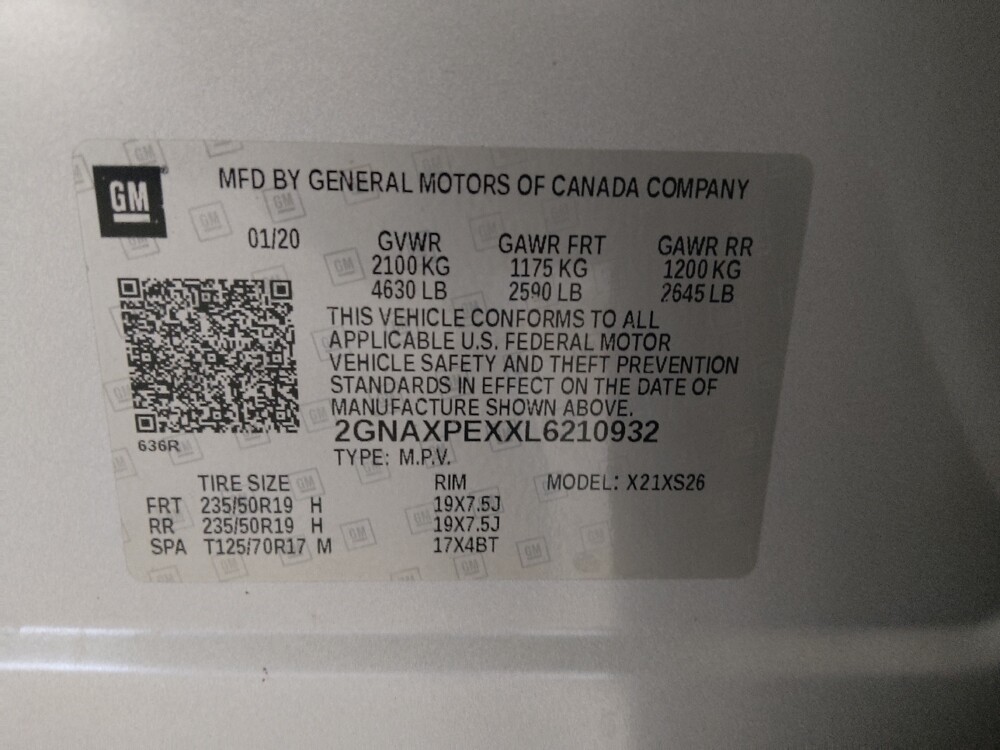 GM
MFD BY GENERAL MOTORS OF CANADA COMPANY
01/20 GVWR GAWR FRT GAWR RR
2100 KG 1175 KG 1200 KG
4630 LB 2590 LB 2645 LB
THIS VEHICLE CONFORMS TO ALL
APPLICABLE U.S. FEDERAL MOTOR
VEHICLE SAFETY AND THEFT PREVENTION
STANDARDS IN EFFECT ON THE DATE OF
MANUFACTURE SHOWN ABOVE.
636R
2GNAXPEXXL6210932
TYPE: M.P.V.
TIRE SIZE RIM MODEL: X21XS26
FRT 235/50R19 H 19X7.5J
RR 235/50R19 H 19X7.5J
SPA T125/70R17 M 17X4BT